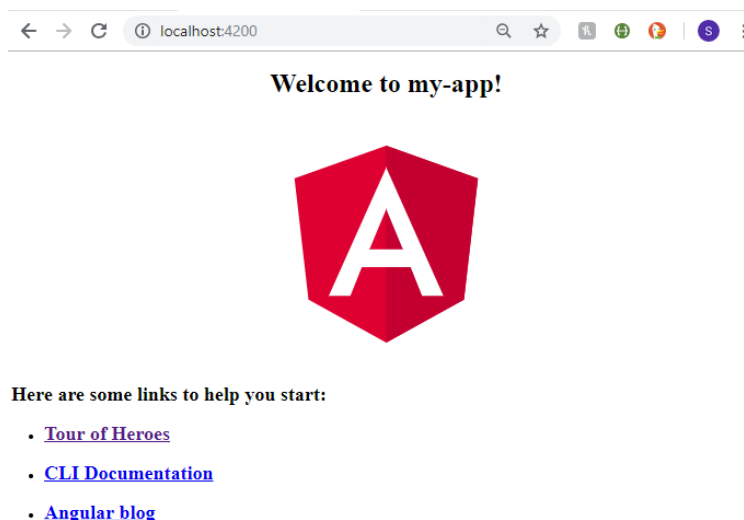 localhost:4200
S
Welcome to my-app!
A
Here are some links to help you start:
Tour of Heroes
CLI Documentation
Angular blog